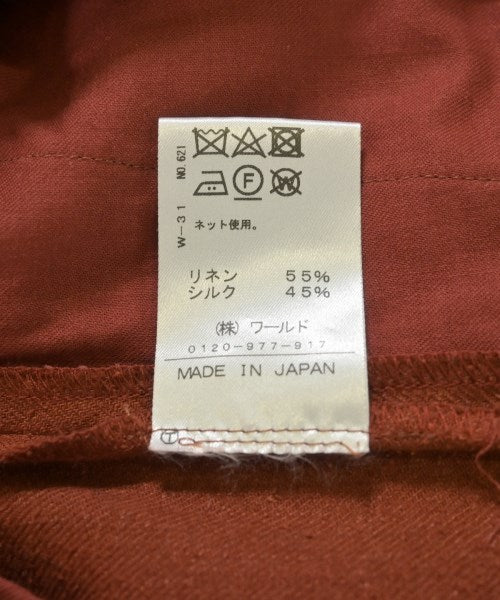 W-31 NO.621
F
W
ネット使用。
リネン 55%
シルク 45%
(株) ワールド
0120-977-917
MADE IN JAPAN
T